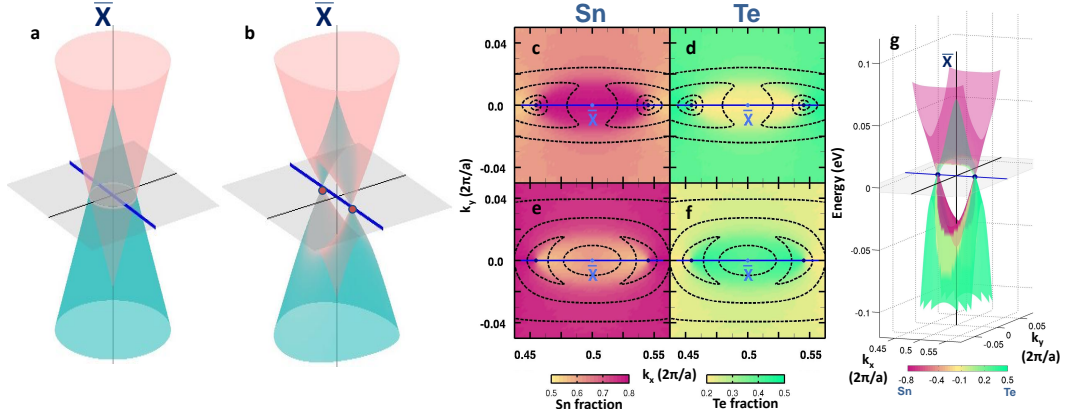 X
a
X
b
Sn
Te
c
d
e
f
X
X
X
X
0.04
0.0
-0.04
0.04
0.0
-0.04
k_y (2π/a)
0.45
0.5
0.55
0.45
0.5
0.55
k_x (2π/a)
0.5
0.6
0.7
0.8
Sn fraction
0.2
0.3
0.4
0.5
Te fraction
g
X
0.1
0.05
0
-0.05
-0.1
Energy (eV)
0.45
0.5
0.55
k_x
(2π/a)
0.05
0
-0.05
k_y
(2π/a)
-0.8
-0.4
-0.1
0.2
0.5
Sn
Te